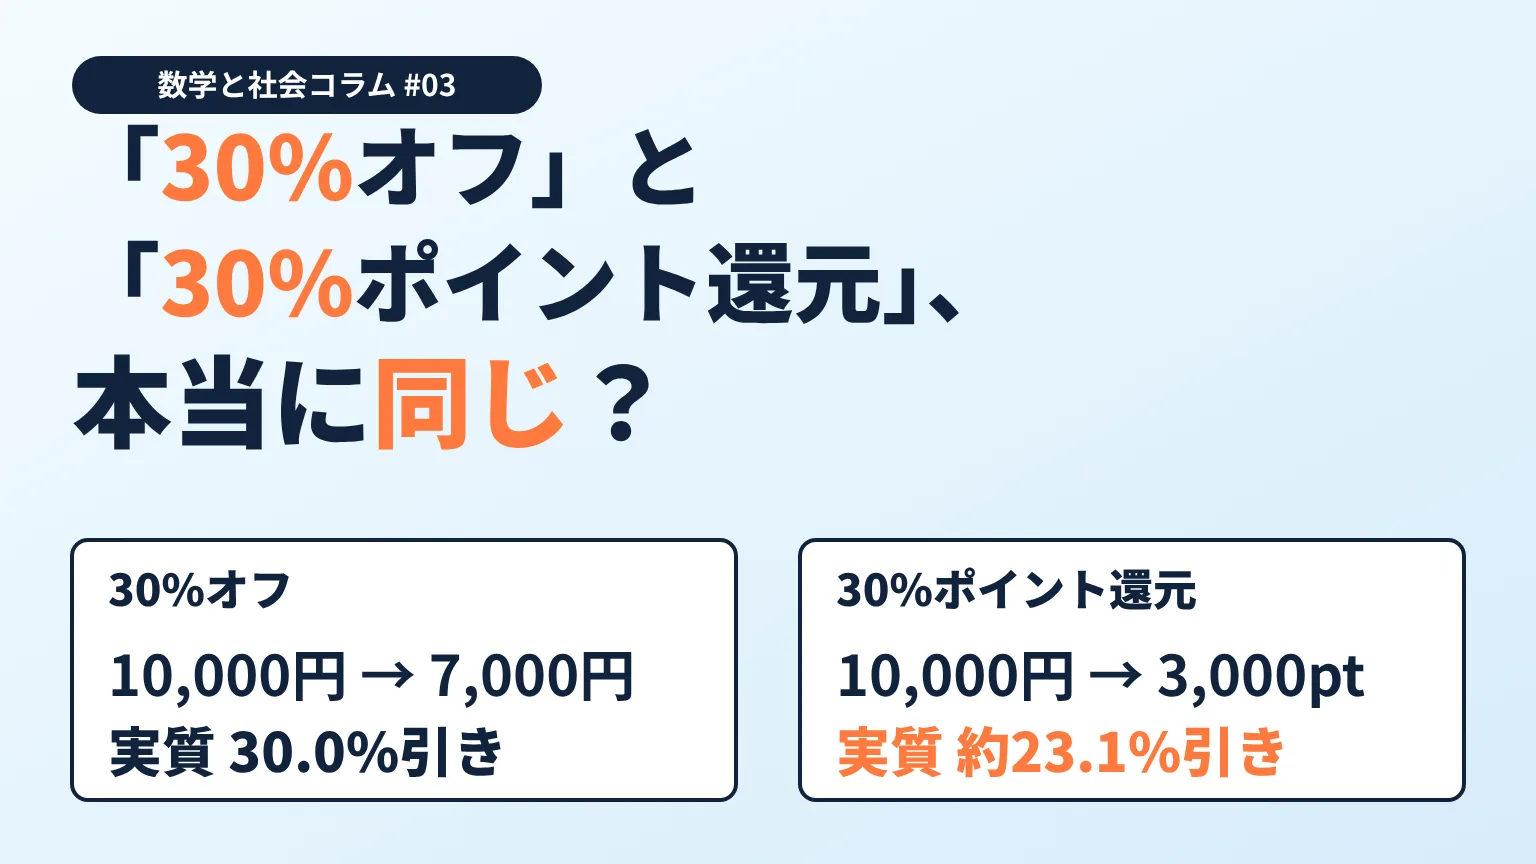 数学と社会コラム #03
「30%オフ」と
「30%ポイント還元」、
本当に同じ？
30%オフ
10,000円 → 7,000円
実質 30.0%引き
30%ポイント還元
10,000円 → 3,000pt
実質 約23.1%引き